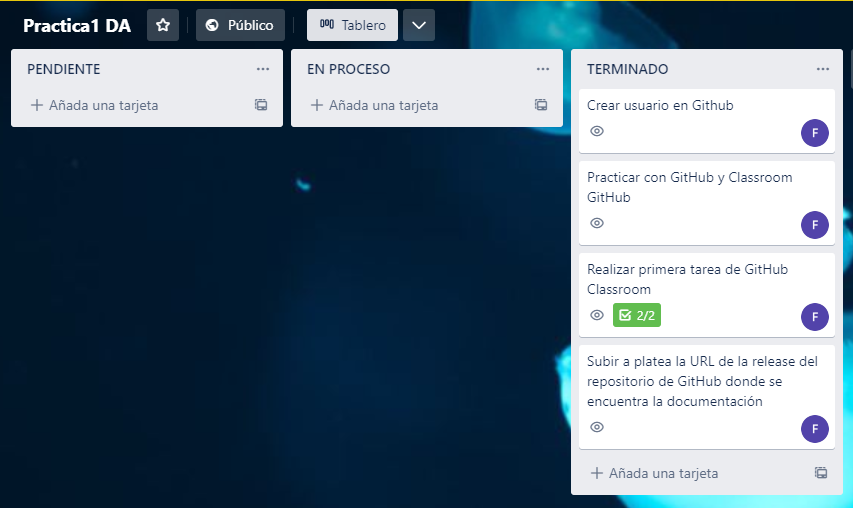 Practica1 DA
Público
Tablero
PENDIENTE
Añada una tarjeta
EN PROCESO
Añada una tarjeta
TERMINADO
Crear usuario en Github
F
Practicar con GitHub y Classroom
GitHub
F
Realizar primera tarea de GitHub
Classroom
2/2
F
Subir a platea la URL de la release del
repositorio de GitHub donde se
encuentra la documentación
F
Añada una tarjeta